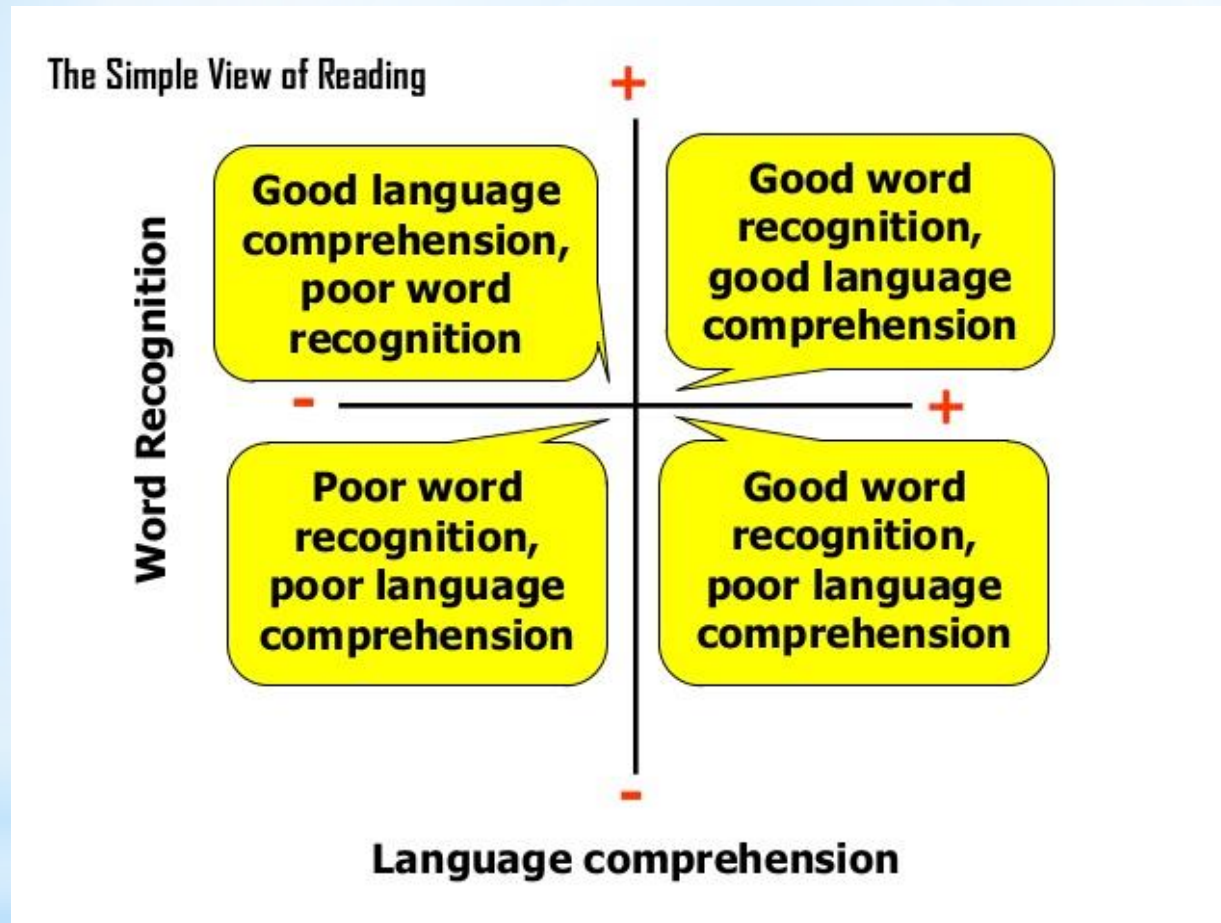 The Simple View of Reading
+
Good language
comprehension,
poor word
recognition
Good word
recognition,
good language
comprehension
Word Recognition
-
+
Poor word
recognition,
poor language
comprehension
Good word
recognition,
poor language
comprehension
-
Language comprehension